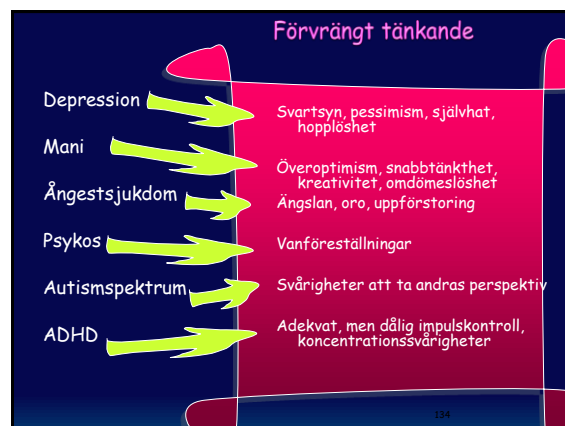 Förvrängt tänkande
Depression
Svartsyn, pessimism, självhat,
hopplöshet
Mani
Överoptimism, snabbtänkthet,
kreativitet, omdömeslöshet
Ångestsjukdom
Ängslan, oro, uppförstoring
Psykos
Vanföreställningar
Autismspektrum
Svårigheter att ta andras perspektiv
ADHD
Adekvat, men dålig impulskontroll,
koncentrationssvårigheter
134